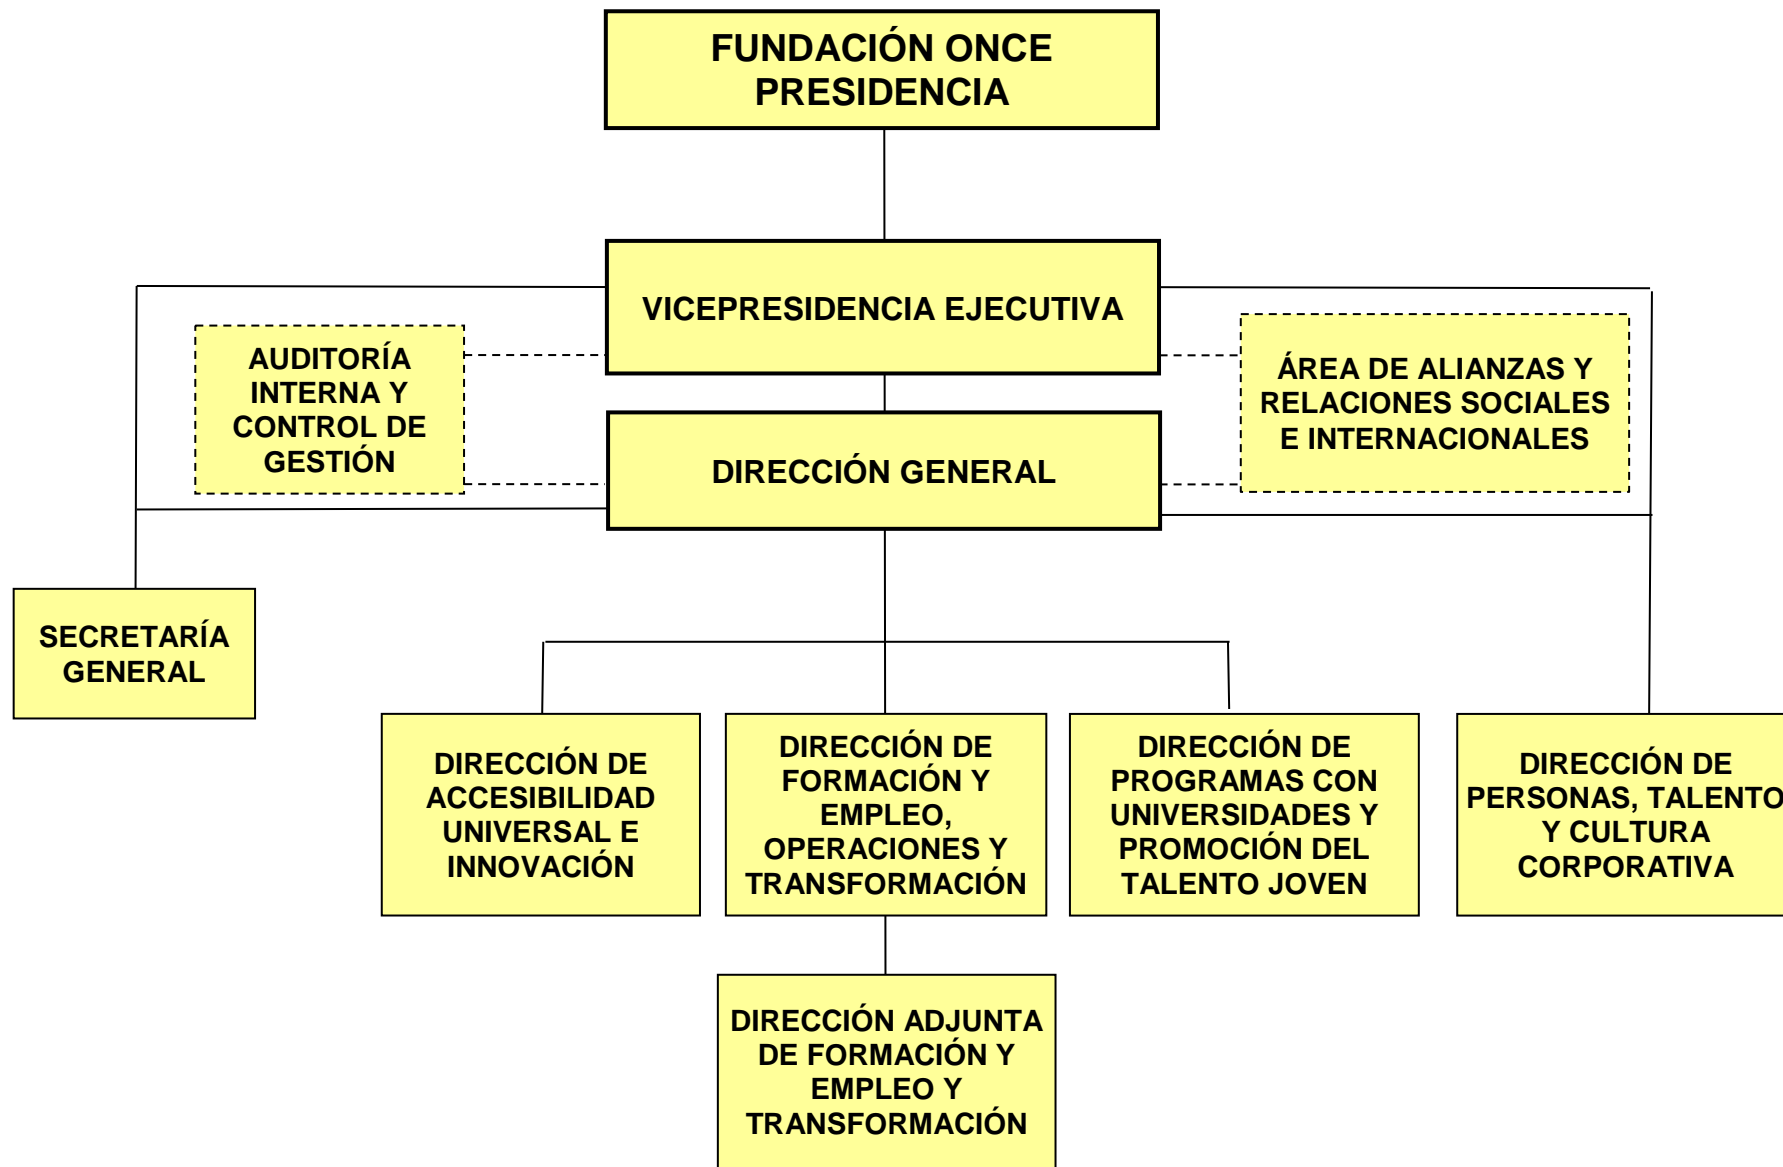 FUNDACIÓN ONCE
PRESIDENCIA
VICEPRESIDENCIA EJECUTIVA
AUDITORÍA
INTERNA Y
CONTROL DE
GESTIÓN
ÁREA DE ALIANZAS Y
RELACIONES SOCIALES
E INTERNACIONALES
DIRECCIÓN GENERAL
SECRETARÍA
GENERAL
DIRECCIÓN DE
ACCESIBILIDAD
UNIVERSAL E
INNOVACIÓN
DIRECCIÓN DE
FORMACIÓN Y
EMPLEO,
OPERACIONES Y
TRANSFORMACIÓN
DIRECCIÓN DE
PROGRAMAS CON
UNIVERSIDADES Y
PROMOCIÓN DEL
TALENTO JOVEN
DIRECCIÓN DE
PERSONAS, TALENTO
Y CULTURA
CORPORATIVA
DIRECCIÓN ADJUNTA
DE FORMACIÓN Y
EMPLEO Y
TRANSFORMACIÓN